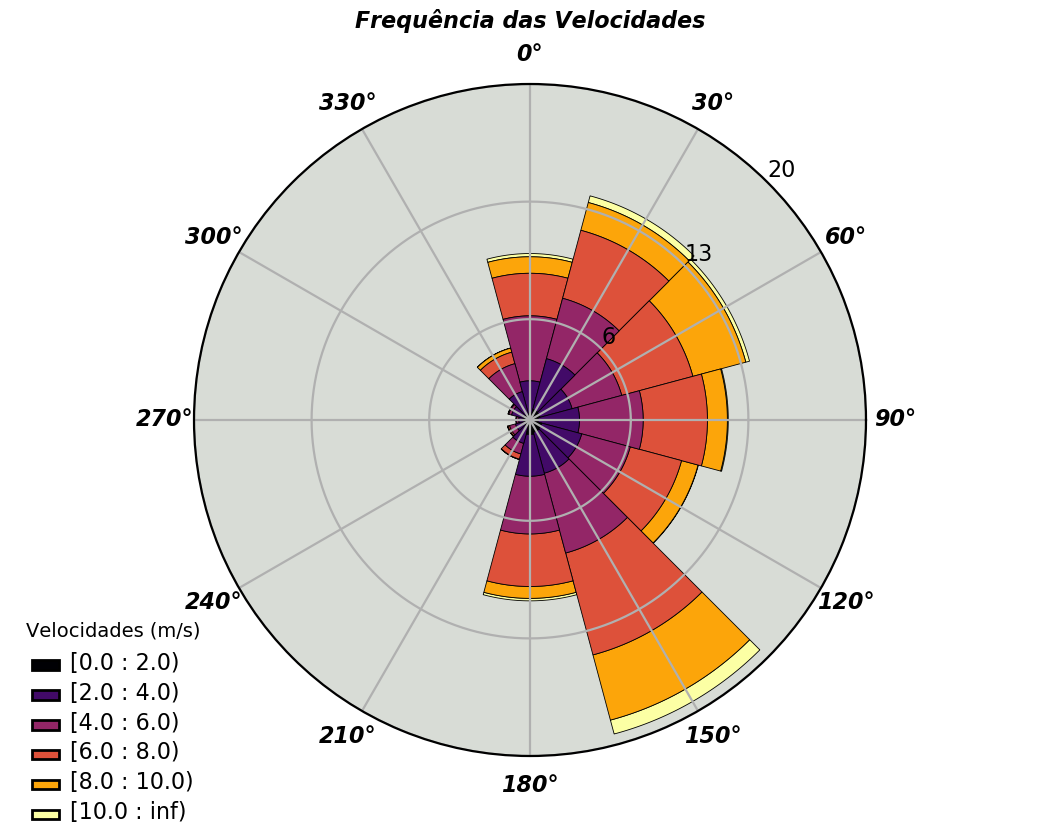 Frequência das Velocidades
0°
330°
30°
20
300°
60°
13
6
270°
90°
240°
120°
210°
150°
180°
Velocidades (m/s)
[0.0 : 2.0)
[2.0 : 4.0)
[4.0 : 6.0)
[6.0 : 8.0)
[8.0 : 10.0)
[10.0 : inf)